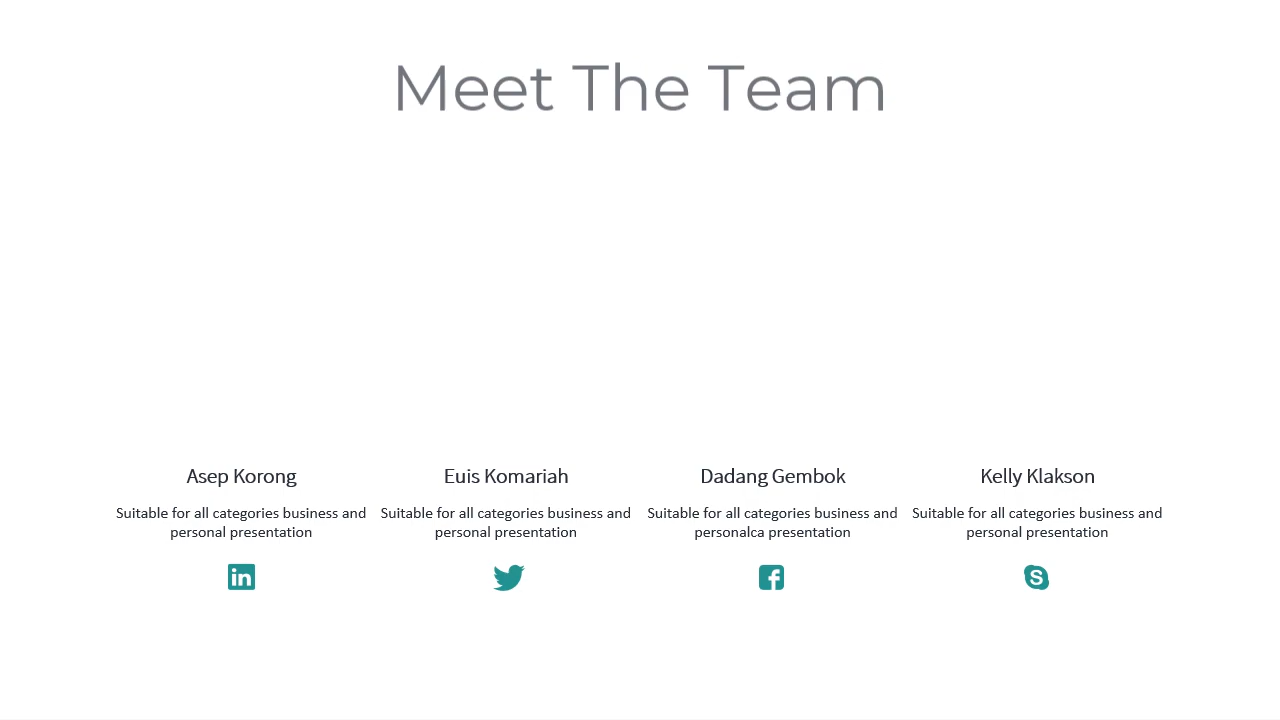 Meet The Team
Asep Korong
Suitable for all categories business and
personal presentation
Euis Komariah
Suitable for all categories business and
personal presentation
Dadang Gembok
Suitable for all categories business and
personalca presentation
Kelly Klakson
Suitable for all categories business and
personal presentation